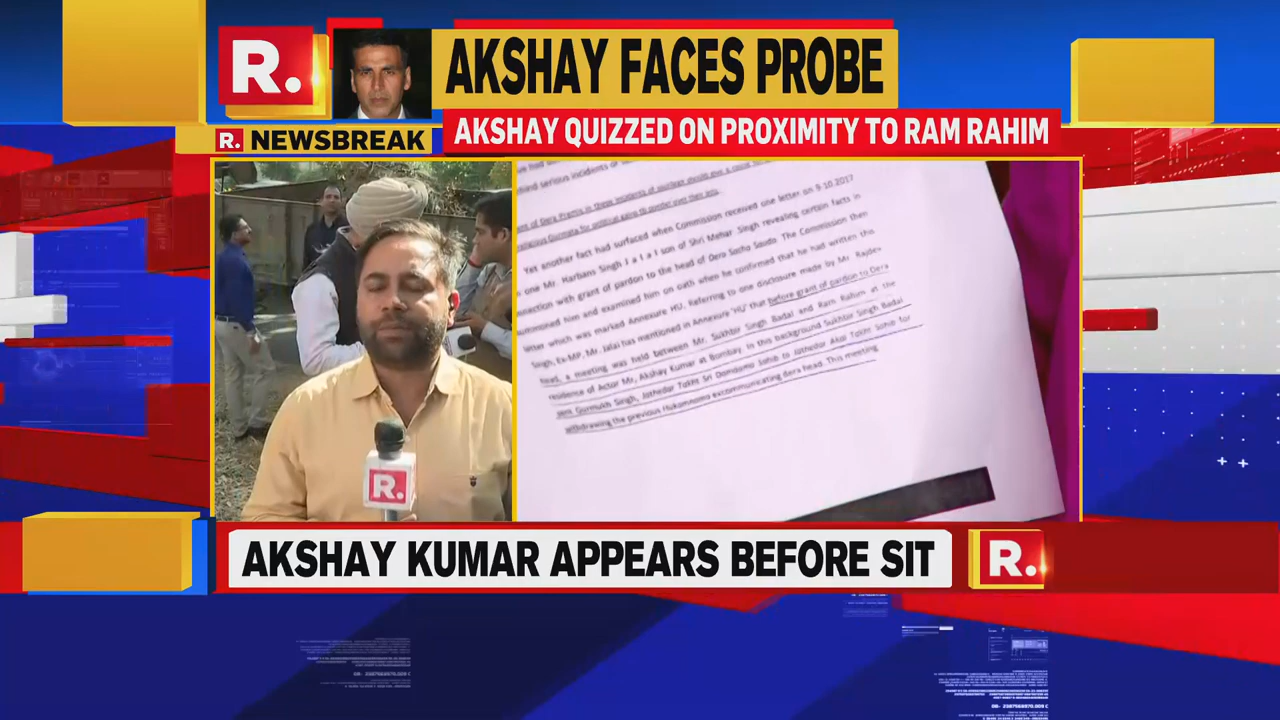 R.
AKSHAY FACES PROBE
R. NEWSBREAK
AKSHAY QUIZZED ON PROXIMITY TO RAM RAHIM
serious incidents of
Yet another fact had surfaced when Commission received one letter on 9.10.2017
one Mr. Harbans Singh J a l a l son of Shri Mehar Singh revealing certain facts in
with grant of pardon to the head of Dera Sacha Sauda. The Commission then
him and examined him on oath when he confirmed that he had written this
letter which was marked Annexure HU. Referring to one disclosure made by Mr. Rajdev
Singh, Ex-MP, Mr. Jalal has mentioned in Annexure 'HU' that before grant of pardon to Dera
head, a meeting was held between Mr. Sukhbir Singh Badal and Ram Rahim at the
residence of Actor Mr. Akshay Kumar at Bombay. In this background Sukhbir Singh Badal
sent Gurmukh Singh, Jathedar Takht Sri Damdama Sahib to Jathedar Akal Takht Sahib for
withdrawing the previous Hukamnama excommunicating dera head. This meeting
R.
AKSHAY KUMAR APPEARS BEFORE SIT
R.